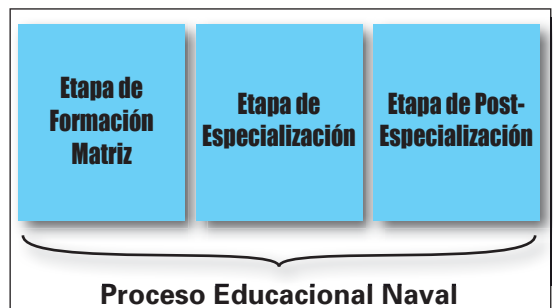 Etapa de
Formación
Matriz
Etapa de
Especialización
Etapa de Post-
Especialización
Proceso Educacional Naval